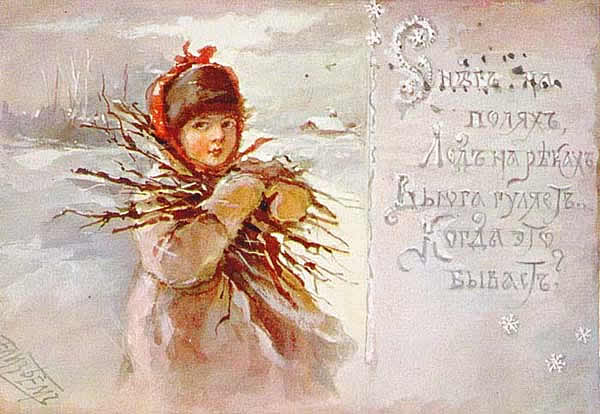 Снѣгъ на
поляхъ,
Ледъ на рѣкахъ
Вьюга гуляетъ..
Когда это
бываетъ?